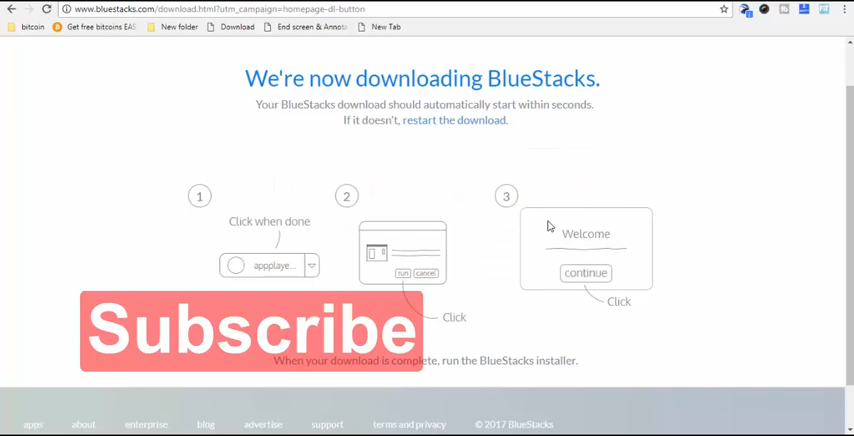 www.bluestacks.com/download.html?utm_campaign=homepage-dl-button
bitcoin Get free bitcoins EAS New folder Download End screen & Annota New Tab
We're now downloading BlueStacks.
Your BlueStacks download should automatically start within seconds.
If it doesn't, restart the download.
1 2 3
Click when done
appplaye...
run cancel
Click
Welcome
continue
Click
Subscribe
When your download is complete, run the BlueStacks installer.
apps about enterprise blog advertise support terms and privacy © 2017 BlueStacks